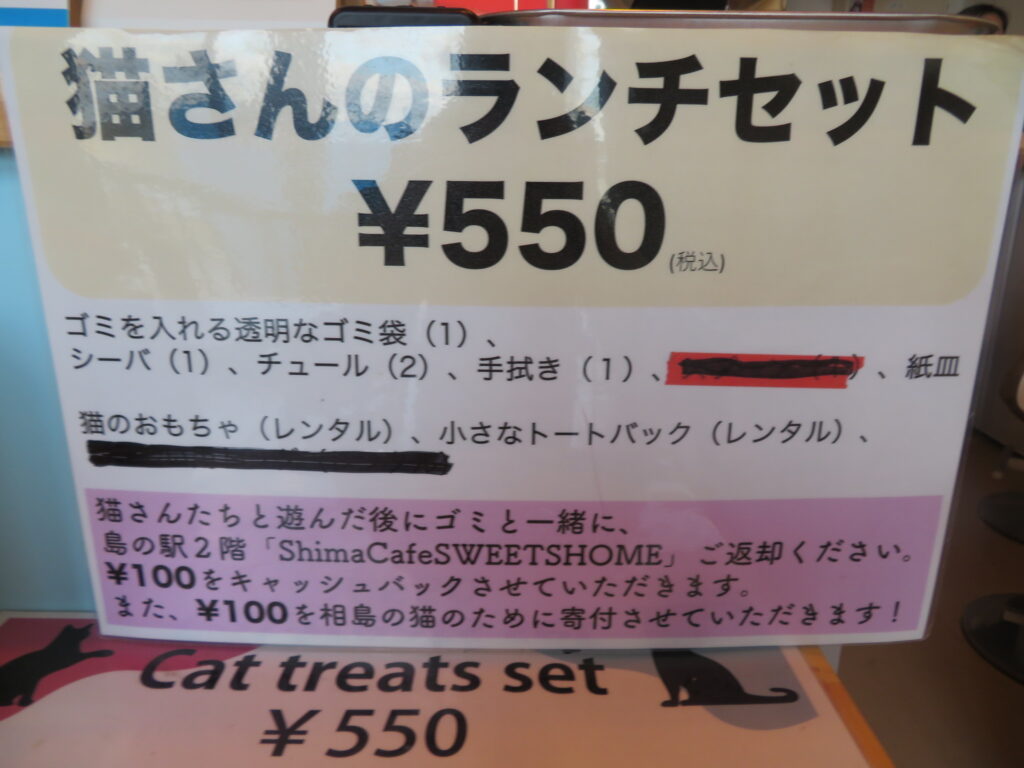 猫さんのランチセット
¥550(税込)
ゴミを入れる透明なゴミ袋（1）、
シーバ（1）、チュール（2）、手拭き（1）、 、紙皿
猫のおもちゃ（レンタル）、小さなトートバック（レンタル）、
猫さんたちと遊んだ後にゴミと一緒に、
島の駅２階「ShimaCafeSWEETSHOME」ご返却ください。
¥100をキャッシュバックさせていただきます。
また、¥100を相島の猫のために寄付させていただきます！
Cat treats set
¥550